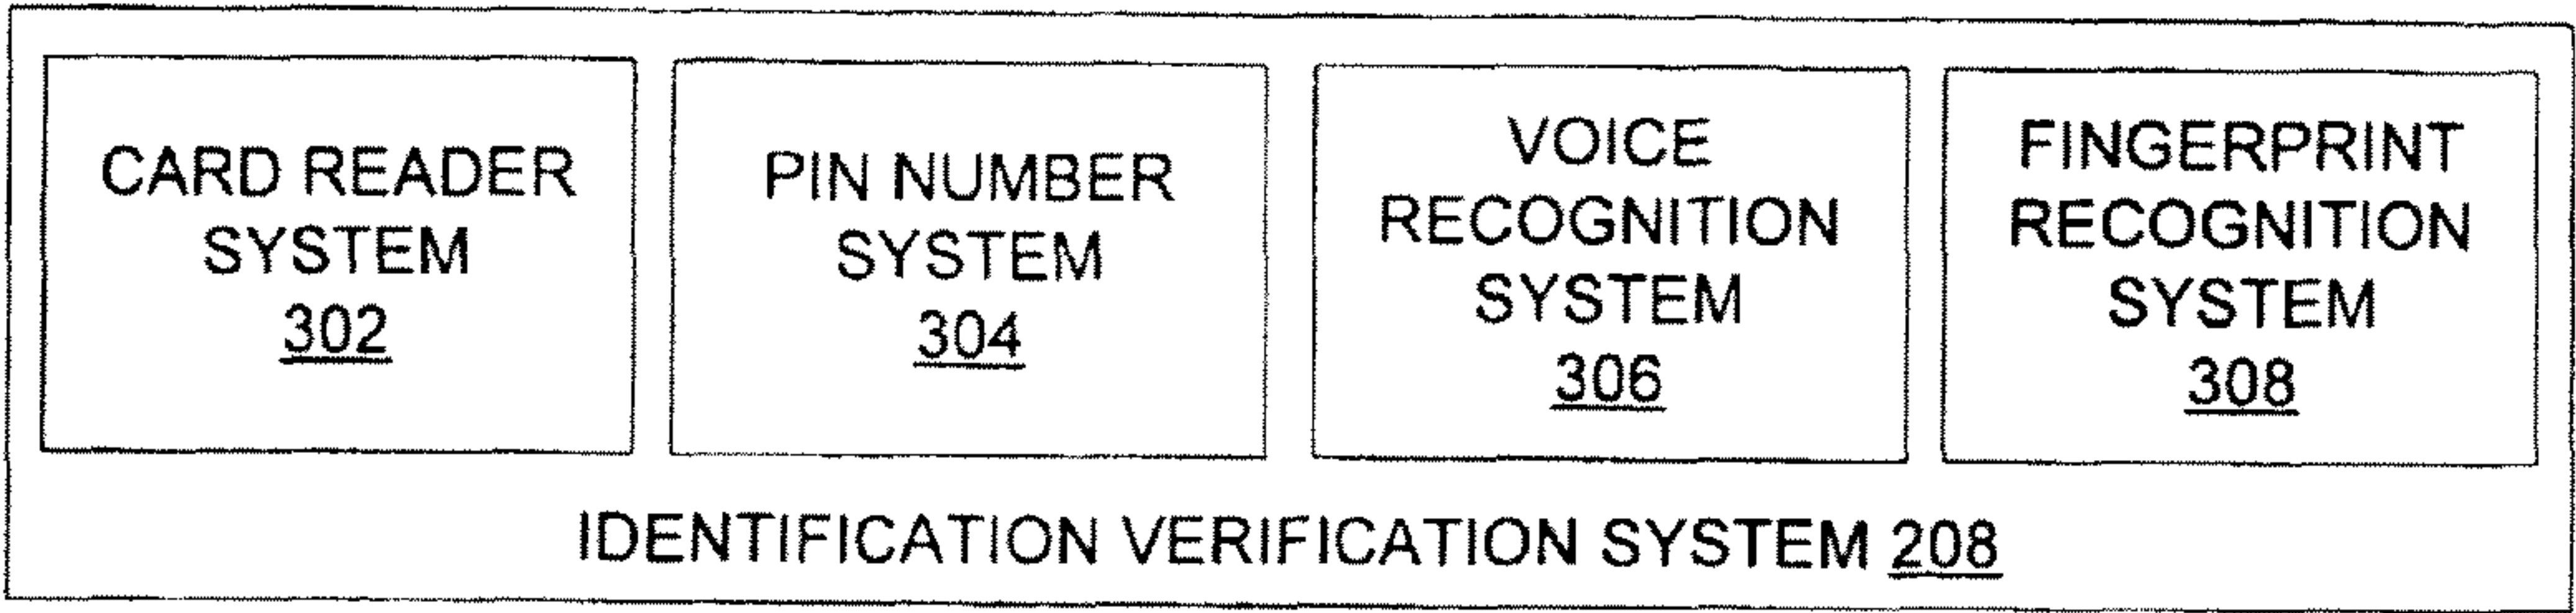 CARD READER
SYSTEM
302
PIN NUMBER
SYSTEM
304
VOICE
RECOGNITION
SYSTEM
306
FINGERPRINT
RECOGNITION
SYSTEM
308
IDENTIFICATION VERIFICATION SYSTEM 208